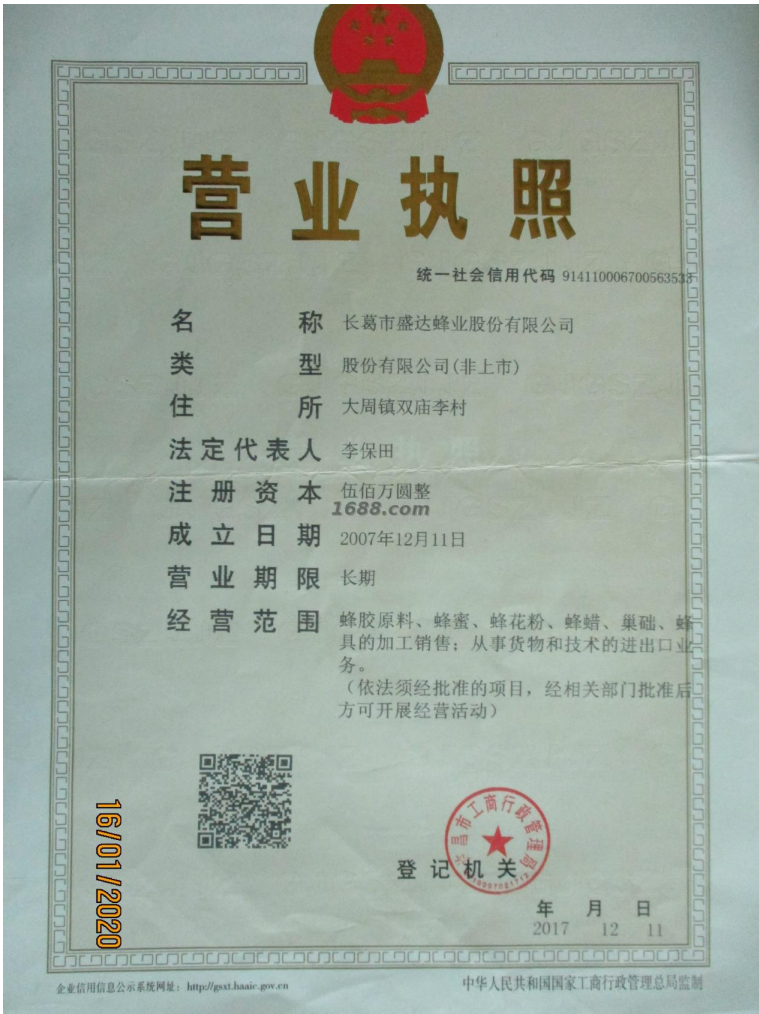 营业执照
统一社会信用代码 914110006700563533
名称 长葛市盛达蜂业股份有限公司
类型 股份有限公司(非上市)
住所 大周镇双庙李村
法定代表人 李保田
注册资本 伍佰万圆整
1688.com
成立日期 2007年12月11日
营业期限 长期
经营范围 蜂胶原料、蜂蜜、蜂花粉、蜂蜡、巢础、蜂
具的加工销售；从事货物和技术的进出口业
务。
（依法须经批准的项目，经相关部门批准后
方可开展经营活动）
16/01/2020
昌市工商行政管理局
登记机关
年 月 日
2017 12 11
企业信用信息公示系统网址：http://gsxt.haaic.gov.cn
中华人民共和国国家工商行政管理总局监制